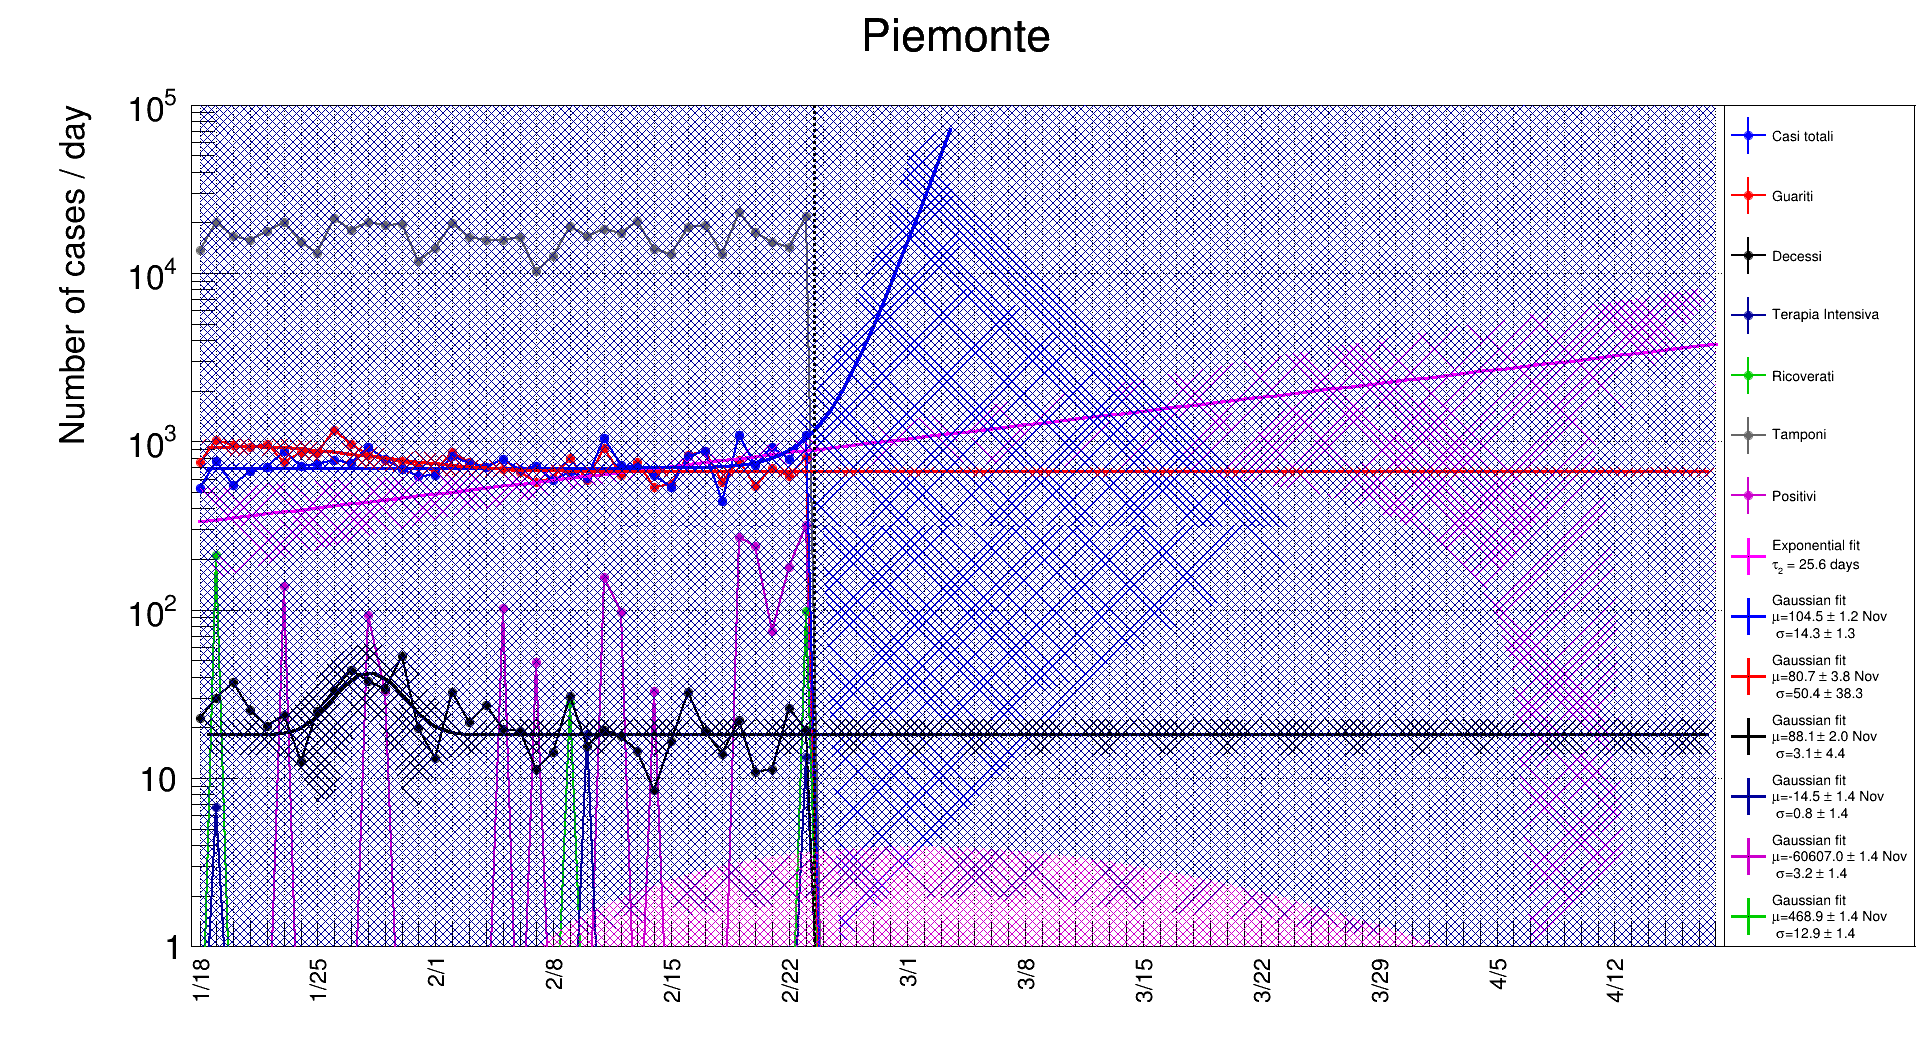 Piemonte
Number of cases / day
10^5
10^4
10^3
10^2
10
1
1/18
1/25
2/1
2/8
2/15
2/22
3/1
3/8
3/15
3/22
3/29
4/5
4/12
Casi totali
Guariti
Decessi
Terapia Intensiva
Ricoverati
Tamponi
Positivi
Exponential fit
τ₂ = 25.6 days
Gaussian fit
μ=104.5 ± 1.2 Nov
σ=14.3 ± 1.3
Gaussian fit
μ=80.7 ± 3.8 Nov
σ=50.4 ± 38.3
Gaussian fit
μ=88.1 ± 2.0 Nov
σ=3.1 ± 4.4
Gaussian fit
μ=-14.5 ± 1.4 Nov
σ=0.8 ± 1.4
Gaussian fit
μ=-60607.0 ± 1.4 Nov
σ=3.2 ± 1.4
Gaussian fit
μ=468.9 ± 1.4 Nov
σ=12.9 ± 1.4